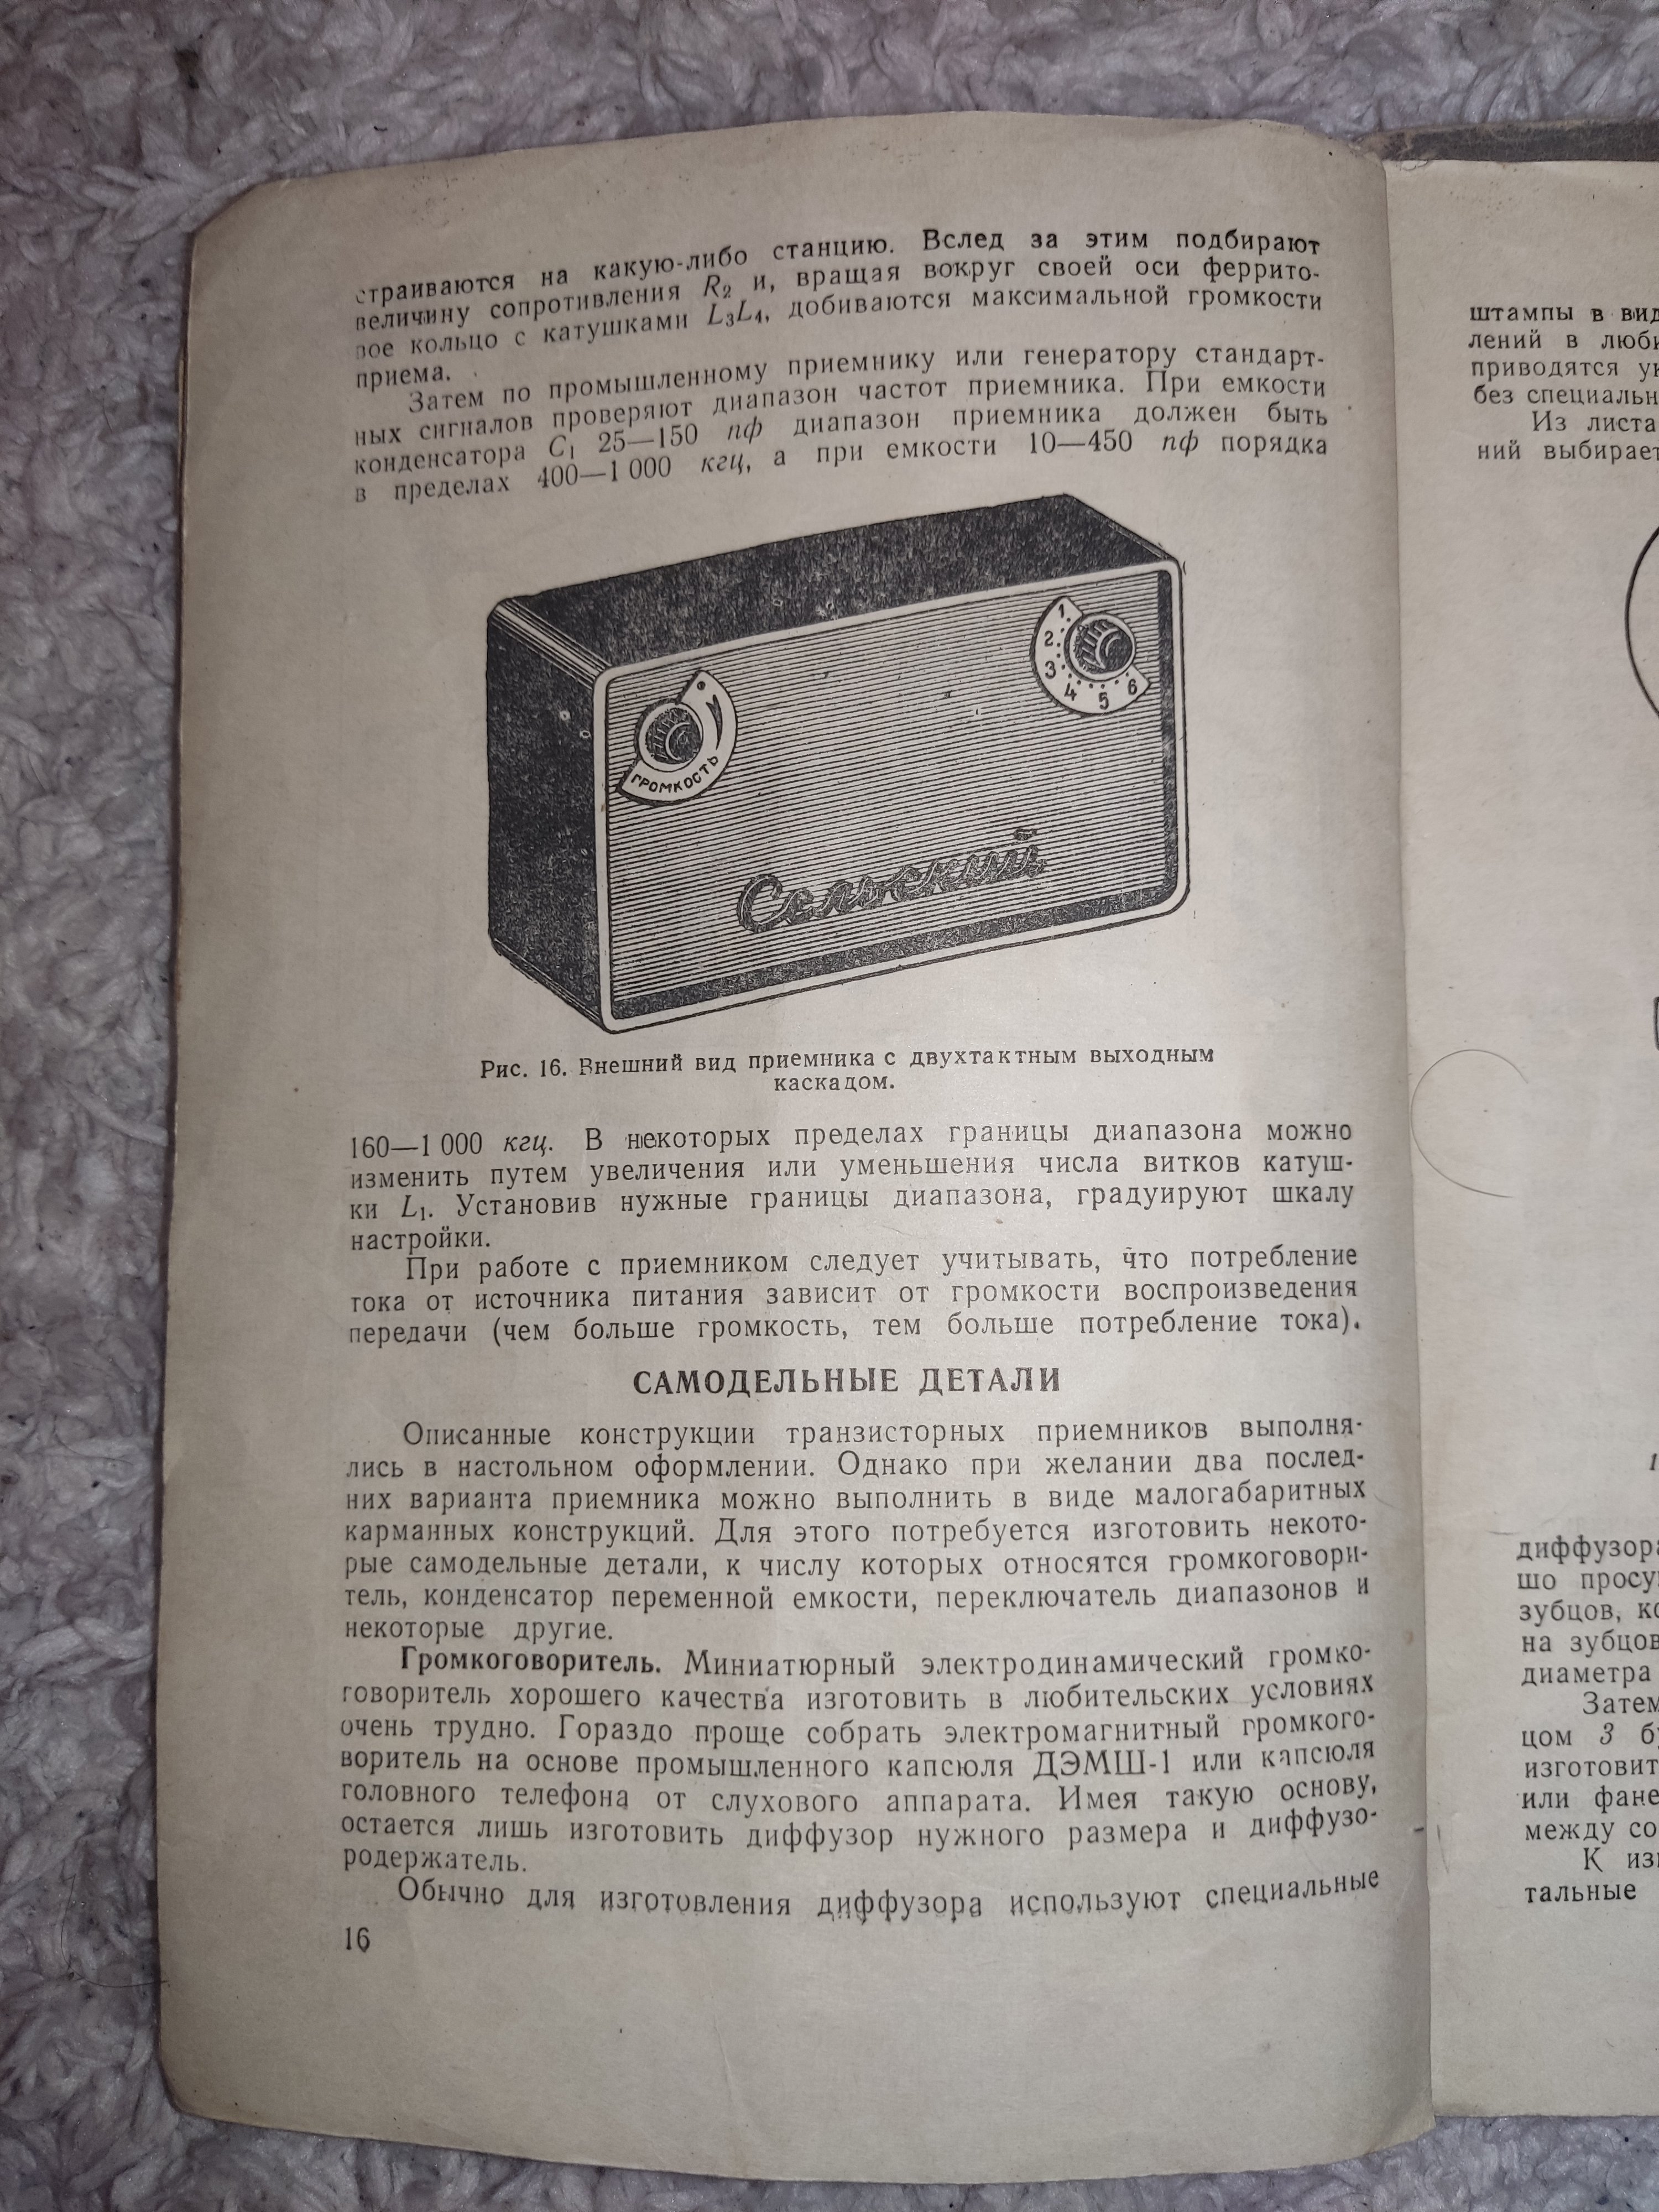 страиваются на какую-либо станцию. Вслед за этим подбирают
величину сопротивления R₂ и, вращая вокруг своей оси феррито-
вое кольцо с катушками L₃L₄, добиваются максимальной громкости
приема.
Затем по промышленному приемнику или генератору стандарт-
ных сигналов проверяют диапазон частот приемника. При емкости
конденсатора C₁ 25—150 пф диапазон приемника должен быть
в пределах 400—1 000 кгц, а при емкости 10—450 пф порядка
1
2
3
4
5
6
ГРОМКОСТЬ
Сельский
Рис. 16. Внешний вид приемника с двухтактным выходным
каскадом.
160—1 000 кгц. В некоторых пределах границы диапазона можно
изменить путем увеличения или уменьшения числа витков катуш-
ки L₁. Установив нужные границы диапазона, градуируют шкалу
настройки.
При работе с приемником следует учитывать, что потребление
тока от источника питания зависит от громкости воспроизведения
передачи (чем больше громкость, тем больше потребление тока).
САМОДЕЛЬНЫЕ ДЕТАЛИ
Описанные конструкции транзисторных приемников выполня-
лись в настольном оформлении. Однако при желании два послед-
них варианта приемника можно выполнить в виде малогабаритных
карманных конструкций. Для этого потребуется изготовить некото-
рые самодельные детали, к числу которых относятся громкоговори-
тель, конденсатор переменной емкости, переключатель диапазонов и
некоторые другие.
Громкоговоритель. Миниатюрный электродинамический громко-
говоритель хорошего качества изготовить в любительских условиях
очень трудно. Гораздо проще собрать электромагнитный громкого-
воритель на основе промышленного капсюля ДЭМШ-1 или капсюля
головного телефона от слухового аппарата. Имея такую основу,
остается лишь изготовить диффузор нужного размера и диффузо-
родержатель.
Обычно для изготовления диффузора используют специальные
16
штампы в
лений в
приводятся
без
Из листа
ний
диффузора
шо
зубцов,
на зубцов
диаметра
Затем
цом 3
или
между
К
тальные